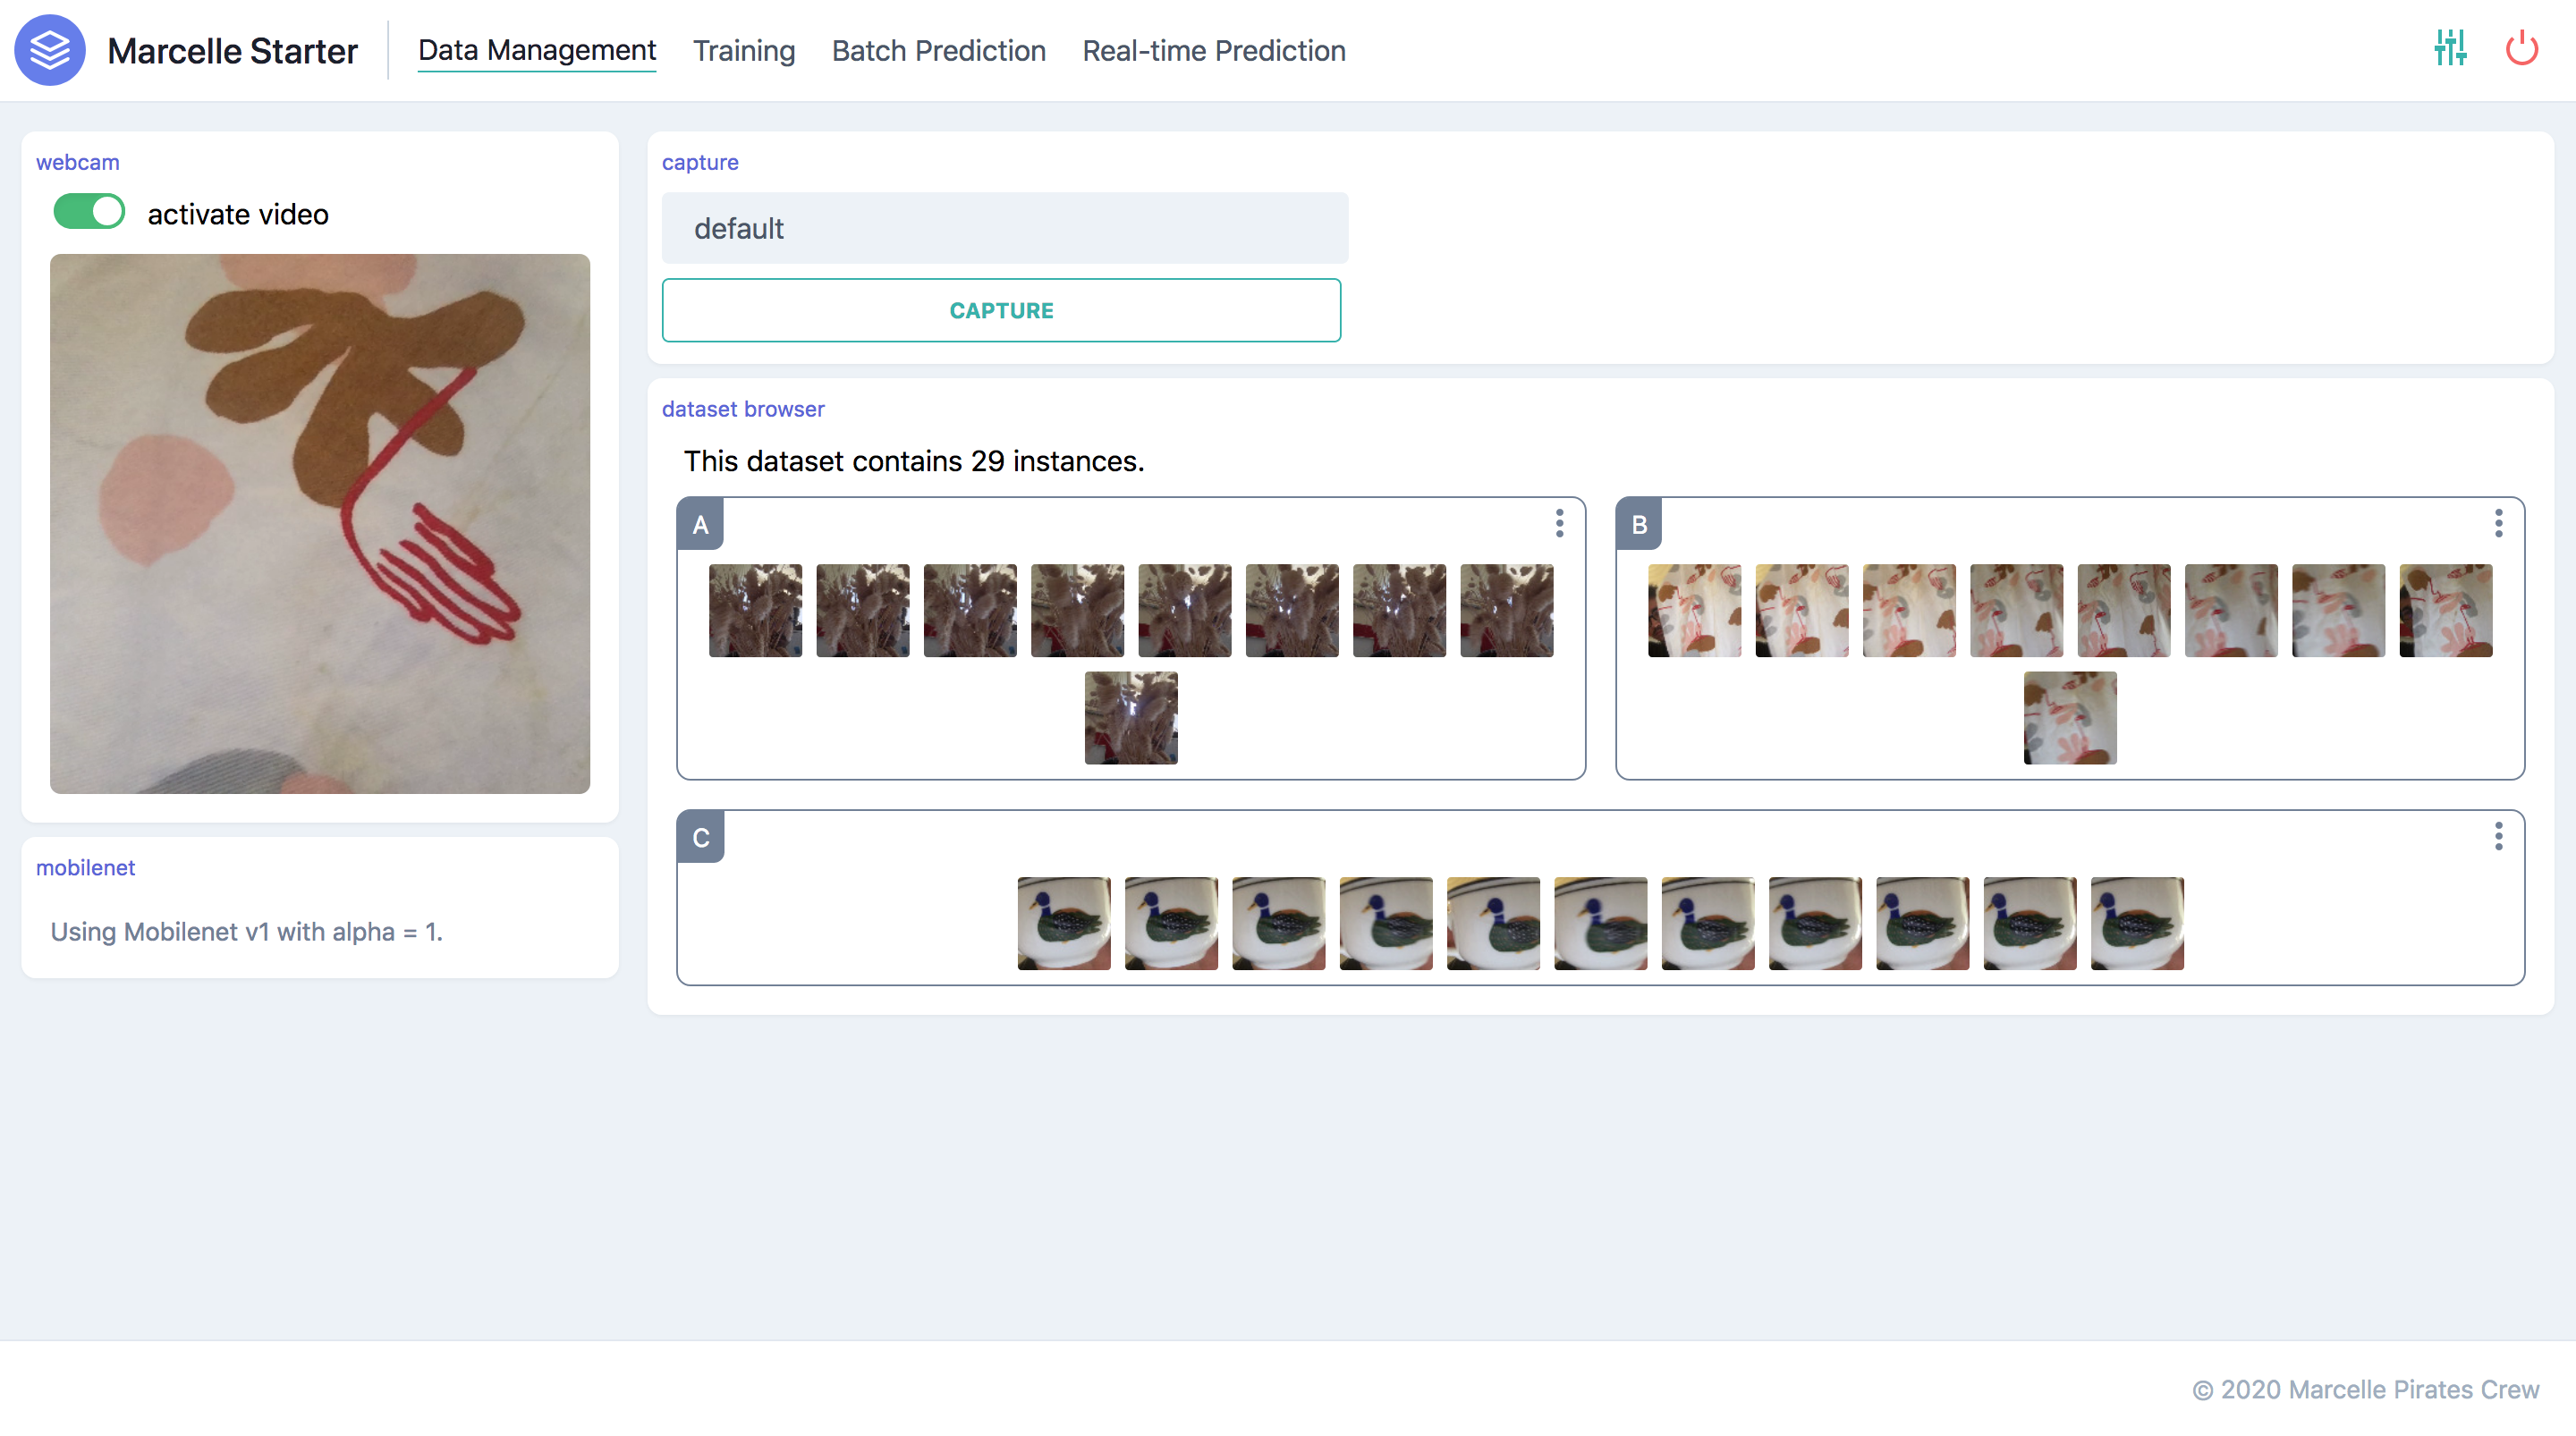 Marcelle Starter
Data Management
Training
Batch Prediction
Real-time Prediction
webcam
activate video
mobilenet
Using Mobilenet v1 with alpha = 1.
capture
default
CAPTURE
dataset browser
This dataset contains 29 instances.
A
B
C
© 2020 Marcelle Pirates Crew